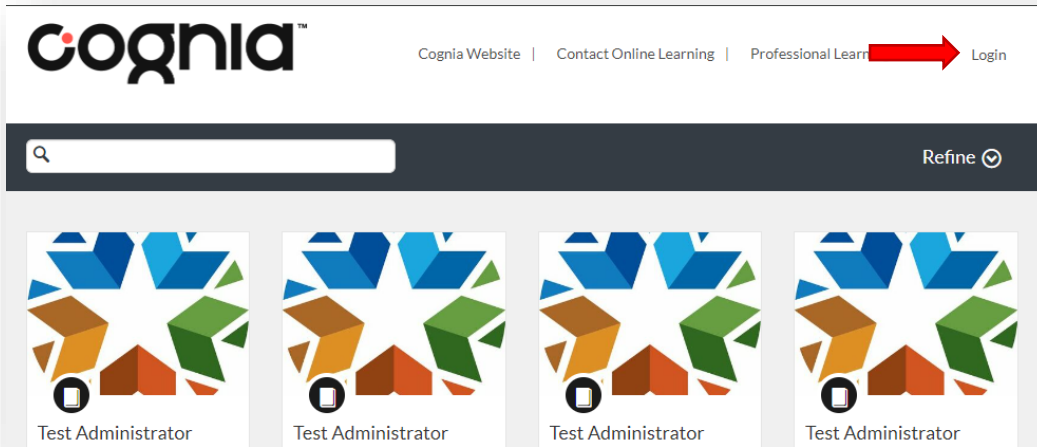 cognia™
Cognia Website | Contact Online Learning | Professional Learn Login
Refine
Test Administrator Test Administrator Test Administrator Test Administrator